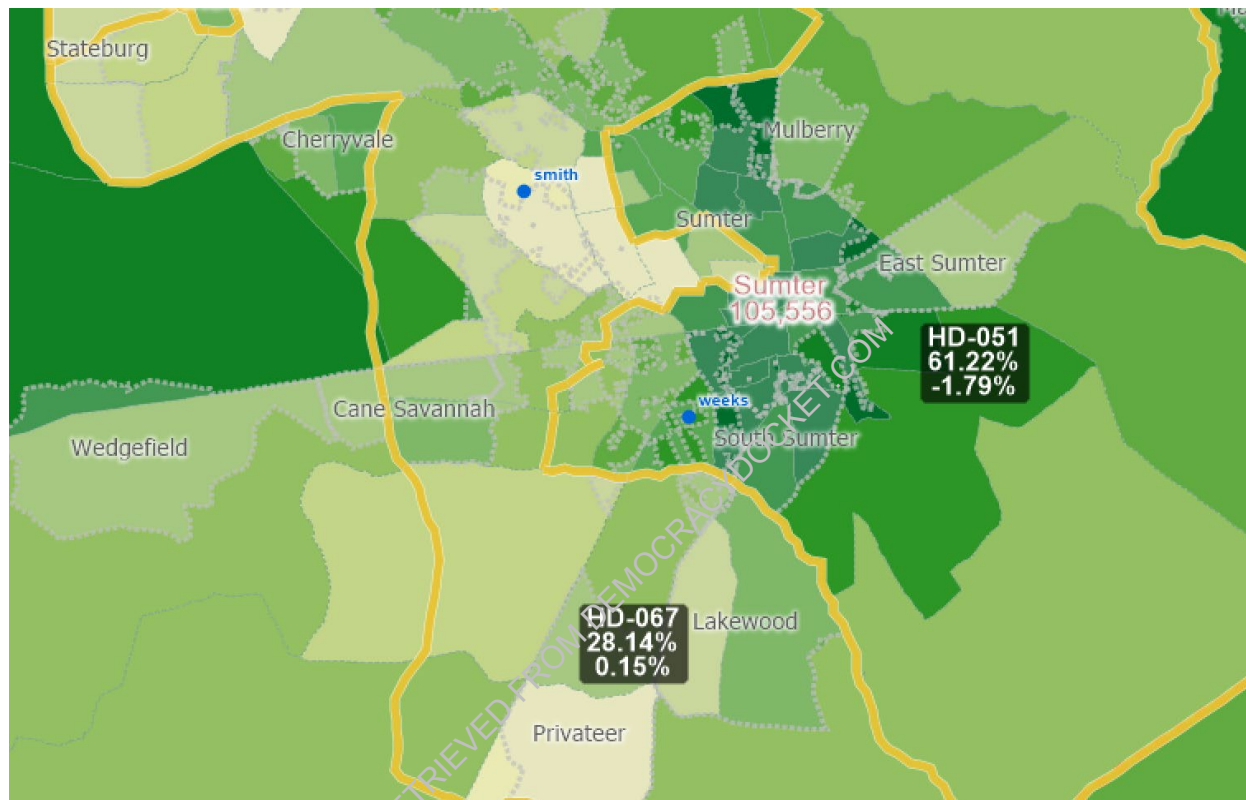 Stateburg
Cherryvale
Mulberry
smith
Sumter
East Sumter
Sumter
105,556
HD-051
61.22%
-1.79%
weeks
Cane Savannah
South Sumter
Wedgefield
HD-067
28.14%
0.15%
Lakewood
Privateer
ETRIEVED FROM DEMOCRACYDOCKET.COM